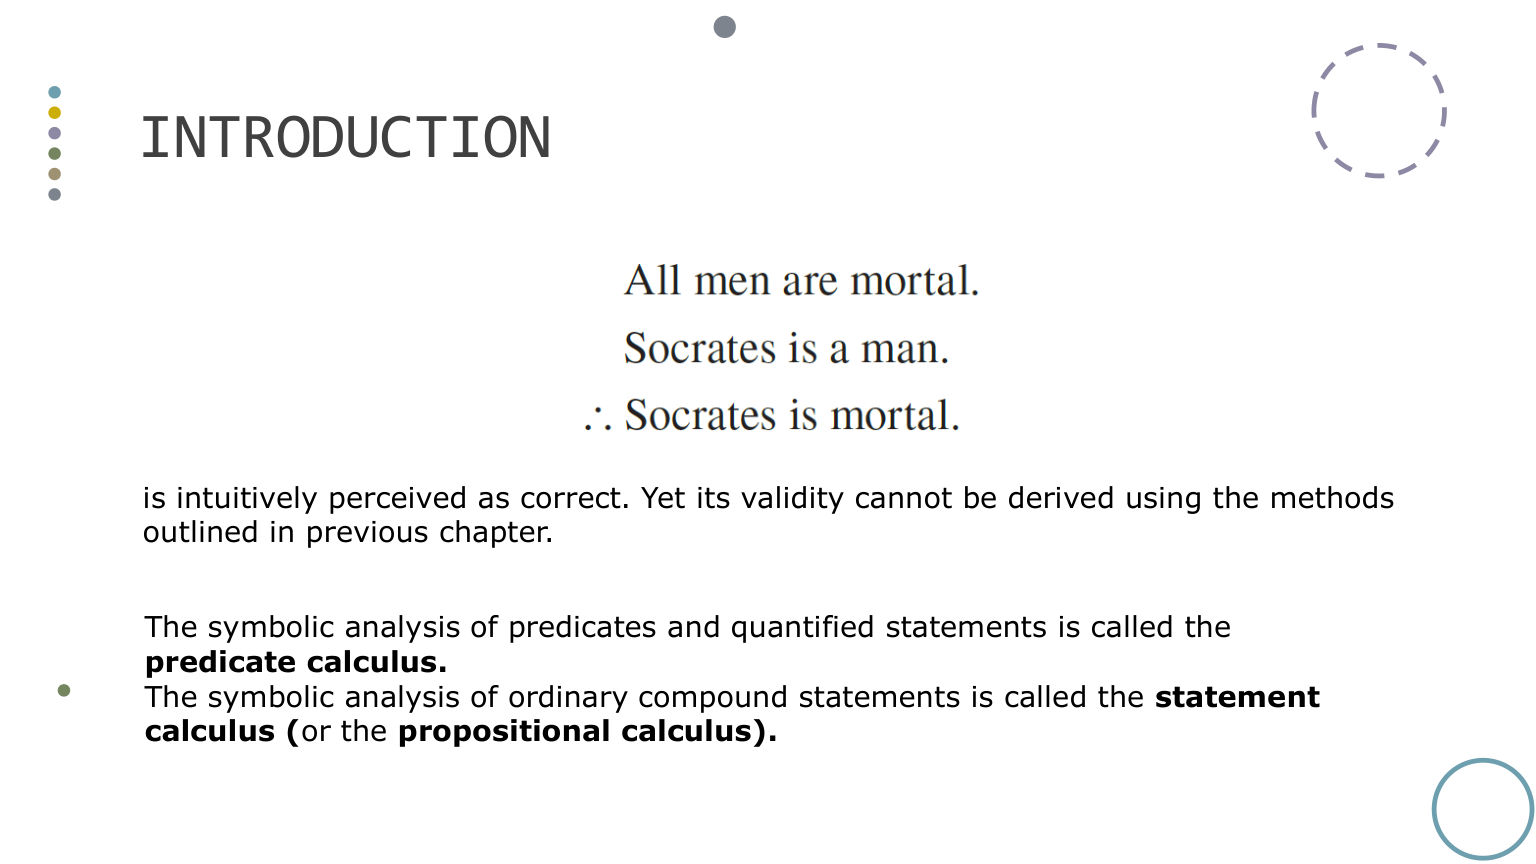 INTRODUCTION
All men are mortal.
Socrates is a man.
∴ Socrates is mortal.
is intuitively perceived as correct. Yet its validity cannot be derived using the methods
outlined in previous chapter.
The symbolic analysis of predicates and quantified statements is called the
predicate calculus.
The symbolic analysis of ordinary compound statements is called the statement
calculus (or the propositional calculus).